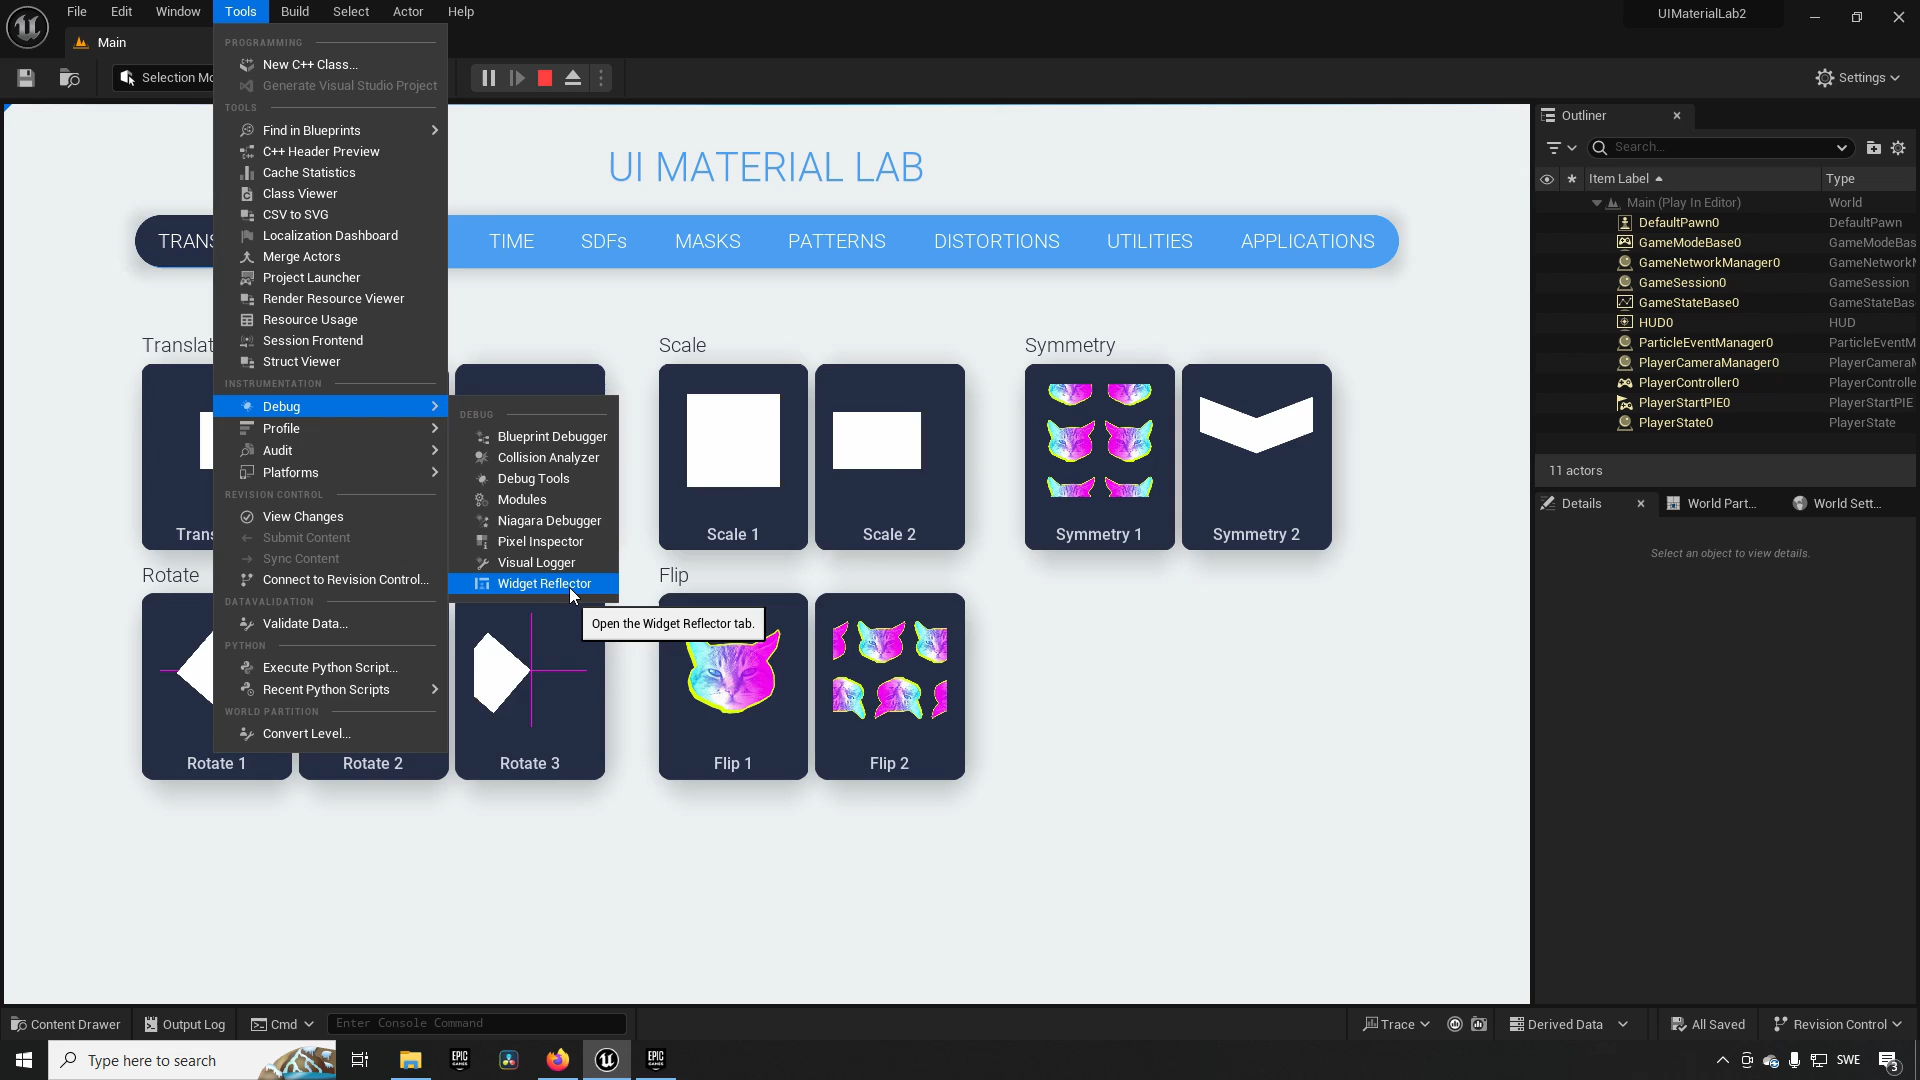 File Edit Window Tools Build Select Actor Help
UIMaterialLab2
Main
Selection Mo
Settings
PROGRAMMING
New C++ Class...
Generate Visual Studio Project
TOOLS
Find in Blueprints
C++ Header Preview
Cache Statistics
Class Viewer
CSV to SVG
Localization Dashboard
Merge Actors
Project Launcher
Render Resource Viewer
Resource Usage
Session Frontend
Struct Viewer
INSTRUMENTATION
Debug
Profile
Audit
Platforms
REVISION CONTROL
View Changes
Submit Content
Sync Content
Connect to Revision Control...
DATAVALIDATION
Validate Data...
PYTHON
Execute Python Script...
Recent Python Scripts
WORLD PARTITION
Convert Level...
DEBUG
Blueprint Debugger
Collision Analyzer
Debug Tools
Modules
Niagara Debugger
Pixel Inspector
Visual Logger
Widget Reflector
Open the Widget Reflector tab.
UI MATERIAL LAB
TRANS TIME SDFs MASKS PATTERNS DISTORTIONS UTILITIES APPLICATIONS
Translat Scale Symmetry
Trans Scale 1 Scale 2 Symmetry 1 Symmetry 2
Rotate Flip
Rotate 1 Rotate 2 Rotate 3 Flip 1 Flip 2
Outliner
Search...
Item Label Type
Main (Play In Editor) World
DefaultPawn0 DefaultPawn
GameModeBase0 GameModeBas
GameNetworkManager0 GameNetworkM
GameSession0 GameSession
GameStateBase0 GameStateBas
HUD0 HUD
ParticleEventManager0 ParticleEventM
PlayerCameraManager0 PlayerCameraM
PlayerController0 PlayerControlle
PlayerStartPIE0 PlayerStartPIE
PlayerState0 PlayerState
11 actors
Details World Part... World Sett...
Select an object to view details.
Content Drawer Output Log Cmd Enter Console Command Trace Derived Data All Saved Revision Control
Type here to search EPIC GAMES EPIC GAMES SWE 3